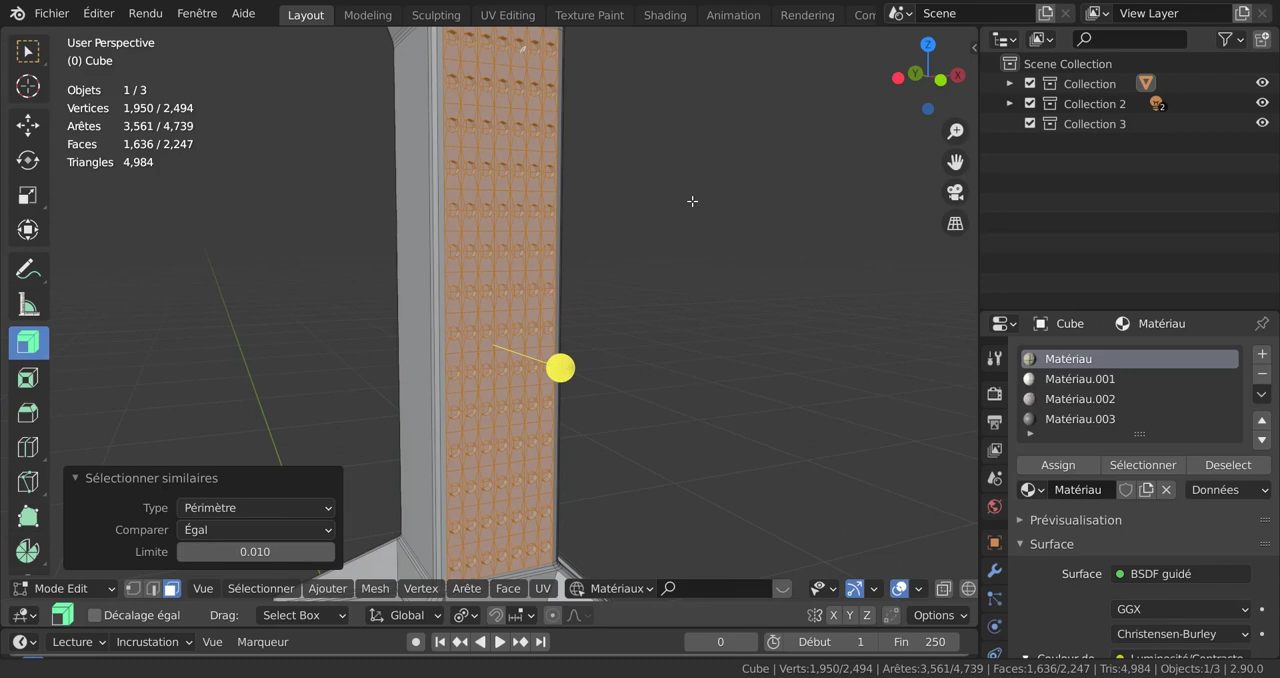 Fichier Éditer Rendu Fenêtre Aide Layout Modeling Sculpting UV Editing Texture Paint Shading Animation Rendering Com Scene View Layer
User Perspective
(0) Cube
Objets 1 / 3
Vertices 1,950 / 2,494
Arêtes 3,561 / 4,739
Faces 1,636 / 2,247
Triangles 4,984
Z
Y
X
Scene Collection
Collection
Collection 2 2
Collection 3
Cube Matériau
Matériau
Matériau.001
Matériau.002
Matériau.003
Assign Sélectionner Deselect
Matériau Données
Prévisualisation
Surface
Surface BSDF guidé
GGX
Christensen-Burley
Sélectionner similaires
Type Périmètre
Comparer Égal
Limite 0.010
Mode Edit Vue Sélectionner Ajouter Mesh Vertex Arête Face UV Matériaux
Décalage égal Drag: Select Box Global X Y Z Options
Lecture Incrustation Vue Marqueur 0 Début 1 Fin 250
Cube | Verts:1,950/2,494 | Arêtes:3,561/4,739 | Faces:1,636/2,247 | Tris:4,984 | Objects:1/3 | 2.90.0